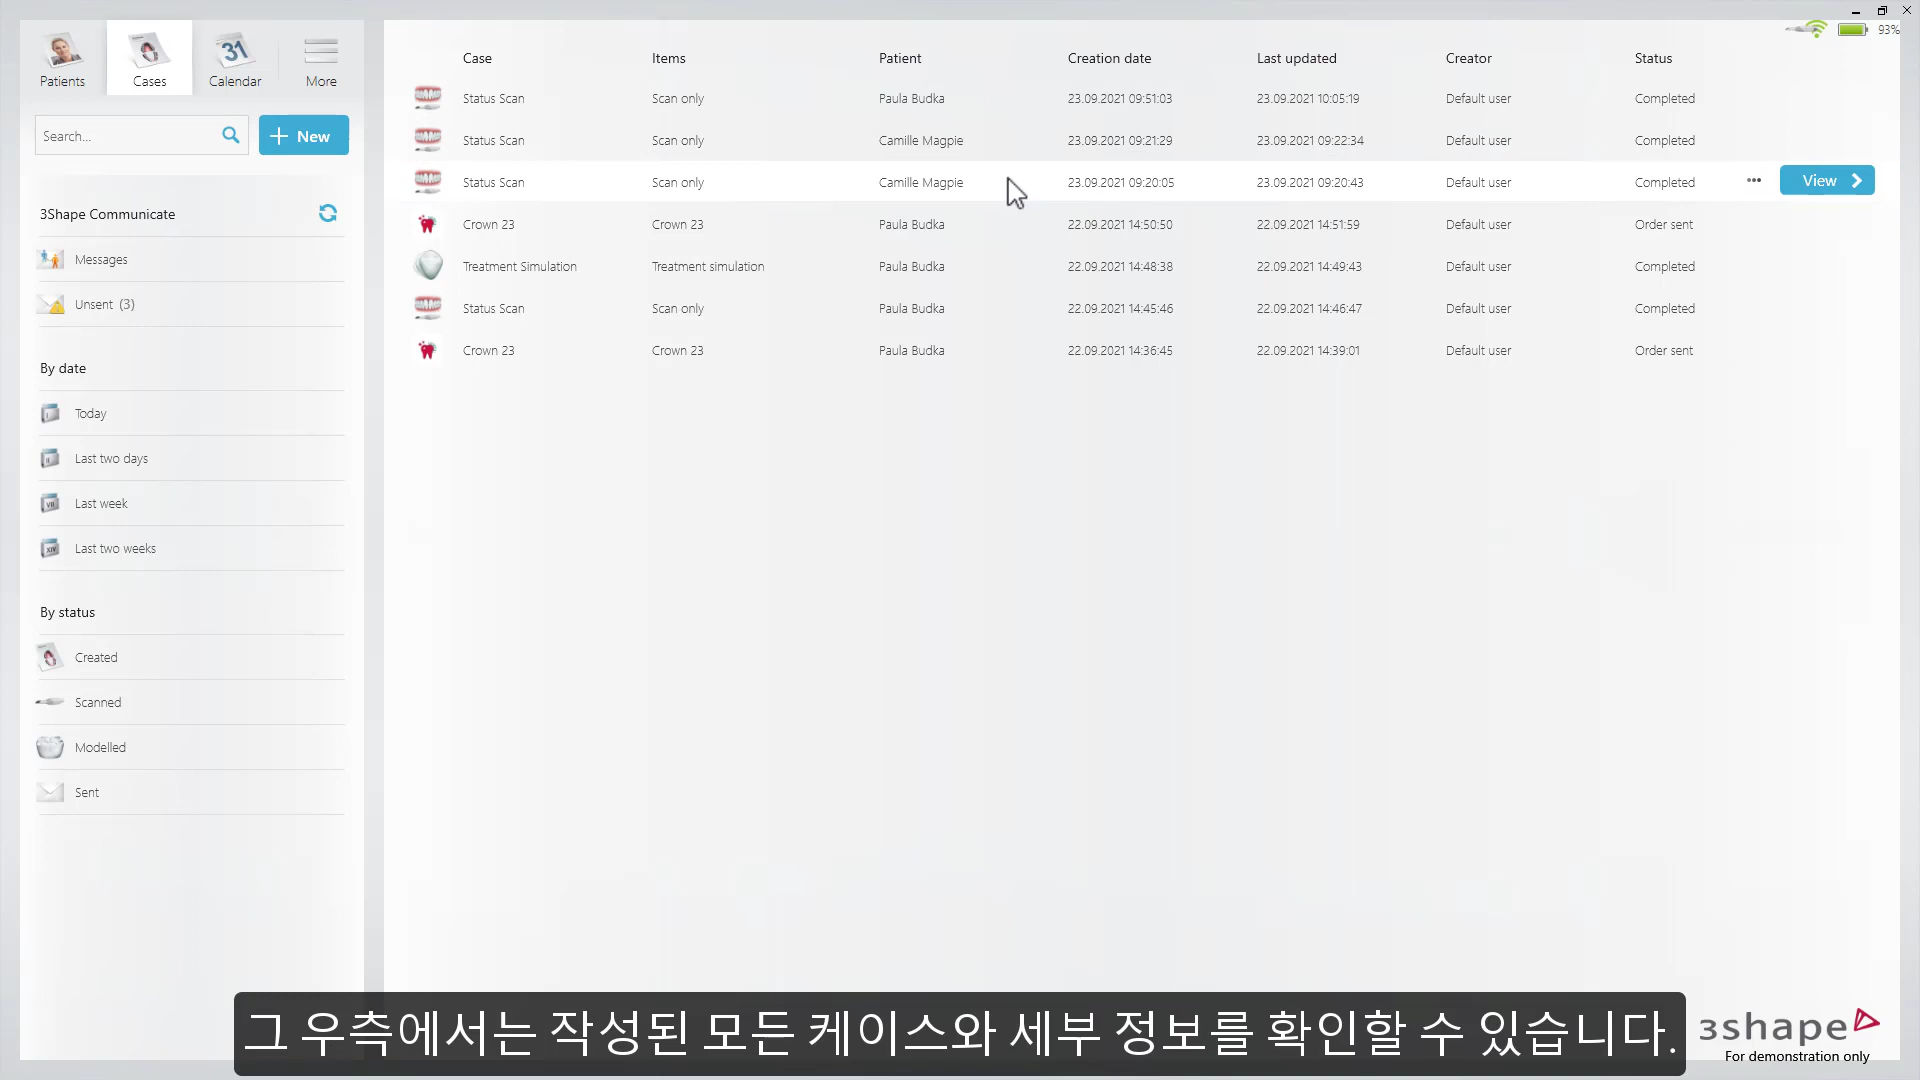 93%
Patients
Cases
31
Calendar
More
Search...
New
3Shape Communicate
Messages
Unsent (3)
By date
Today
Last two days
Last week
Last two weeks
By status
Created
Scanned
Modelled
Sent
Case Items Patient Creation date Last updated Creator Status
Status Scan Scan only Paula Budka 23.09.2021 09:51:03 23.09.2021 10:05:19 Default user Completed
Status Scan Scan only Camille Magpie 23.09.2021 09:21:29 23.09.2021 09:22:34 Default user Completed
Status Scan Scan only Camille Magpie 23.09.2021 09:20:05 23.09.2021 09:20:43 Default user Completed ••• View
Crown 23 Crown 23 Paula Budka 22.09.2021 14:50:50 22.09.2021 14:51:59 Default user Order sent
Treatment Simulation Treatment simulation Paula Budka 22.09.2021 14:48:38 22.09.2021 14:49:43 Default user Completed
Status Scan Scan only Paula Budka 22.09.2021 14:45:46 22.09.2021 14:46:47 Default user Completed
Crown 23 Crown 23 Paula Budka 22.09.2021 14:36:45 22.09.2021 14:39:01 Default user Order sent
그 우측에서는 작성된 모든 케이스와 세부 정보를 확인할 수 있습니다.
3shape
For demonstration only